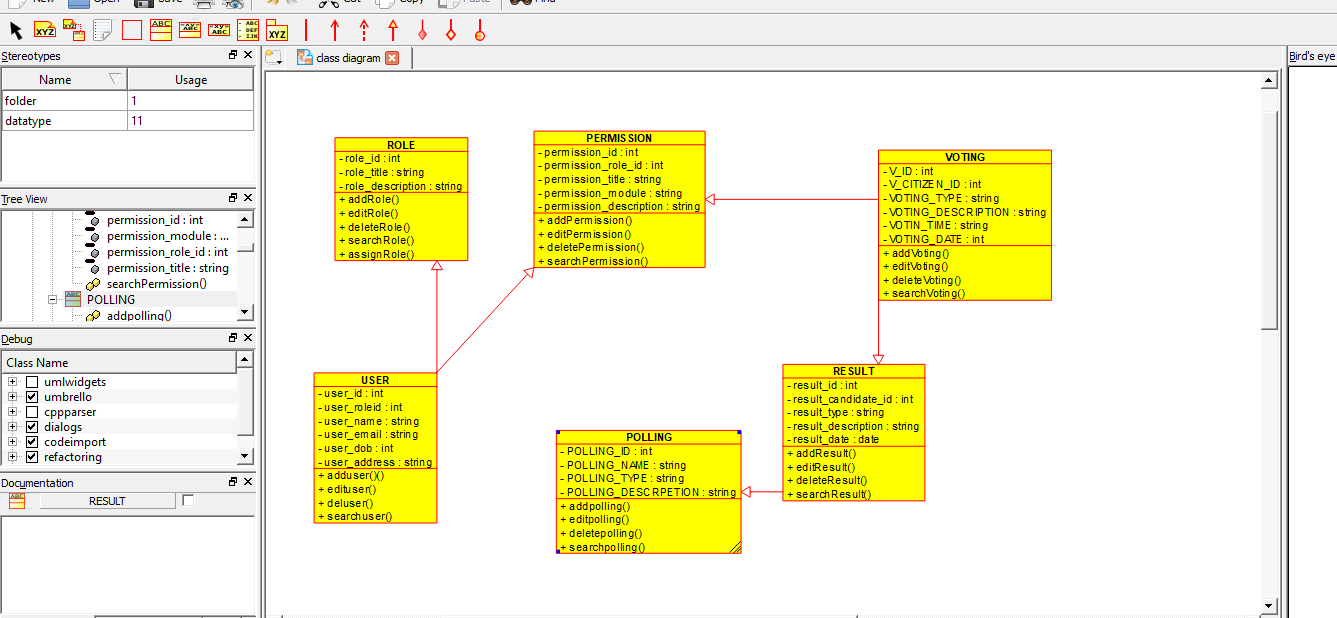 New Open Save Cut Copy Paste Find
XYZ XYZ ABC XYZ ABC XYZ ABC ABC DEF IJK XYZ
Stereotypes
Name Usage
folder 1
datatype 11
Tree View
permission_id : int
permission_module : ...
permission_role_id : int
permission_title : string
searchPermission()
POLLING
addpolling()
Debug
Class Name
umlwidgets
umbrello
cppparser
dialogs
codeimport
refactoring
Documentation
RESULT
class diagram
Bird's eye
ROLE
- role_id : int
- role_title : string
- role_description : string
+ addRole()
+ editRole()
+ deleteRole()
+ searchRole()
+ assignRole()
PERMISSION
- permission_id : int
- permission_role_id : int
- permission_title : string
- permission_module : string
- permission_description : string
+ addPermission()
+ editPermission()
+ deletePermission()
+ searchPermission()
VOTING
- V_ID : int
- V_CITIZEN_ID : int
- VOTING_TYPE : string
- VOTING_DESCRIPTION : string
- VOTIN_TIME : string
- VOTING_DATE : int
+ addVoting()
+ editVoting()
+ deleteVoting()
+ searchVoting()
USER
- user_id : int
- user_roleid : int
- user_name : string
- user_email : string
- user_dob : int
- user_address : string
+ adduser()()
+ edituser()
+ deluser()
+ searchuser()
POLLING
- POLLING_ID : int
- POLLING_NAME : string
- POLLING_TYPE : string
- POLLING_DESCRPETION : string
+ addpolling()
+ editpolling()
+ deletepolling()
+ searchpolling()
RESULT
- result_id : int
- result_candidate_id : int
- result_type : string
- result_description : string
- result_date : date
+ addResult()
+ editResult()
+ deleteResult()
+ searchResult()